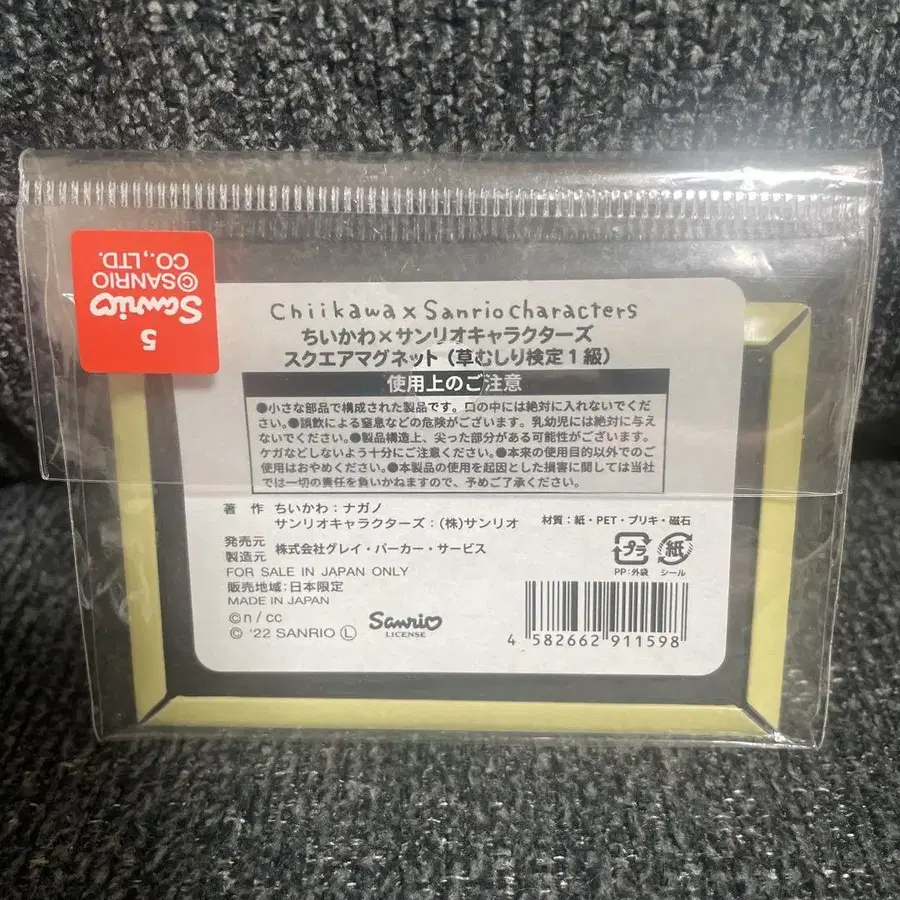 5
Sanrio
©SANRIO
CO.,LTD.
Chiikawa x Sanrio characters
ちいかわ×サンリオキャラクターズ
スクエアマグネット（草むしり検定１級）
使用上のご注意
●小さな部品で構成された製品です。口の中には絶対に入れないでくだ
さい。●誤飲による窒息などの危険がございます。乳幼児には絶対に与え
ないでください。●製品構造上、尖った部分がある可能性がございます。
ケガなどしないよう十分にご注意ください。●本来の使用目的以外でのご
使用はおやめください。●本製品の使用を起因とした損害に関しては当社
では一切の責任を負いかねますので、予めご了承ください。
著　作　ちいかわ：ナガノ
サンリオキャラクターズ：(株)サンリオ
材質：紙・PET・ブリキ・磁石
発売元
製造元　株式会社グレイ・パーカー・サービス
プラ　紙
PP：外袋　シール
FOR SALE IN JAPAN ONLY
販売地域：日本限定
MADE IN JAPAN
©n / cc
© '22 SANRIO Ⓛ
Sanrio
LICENSE
4 582662 911598